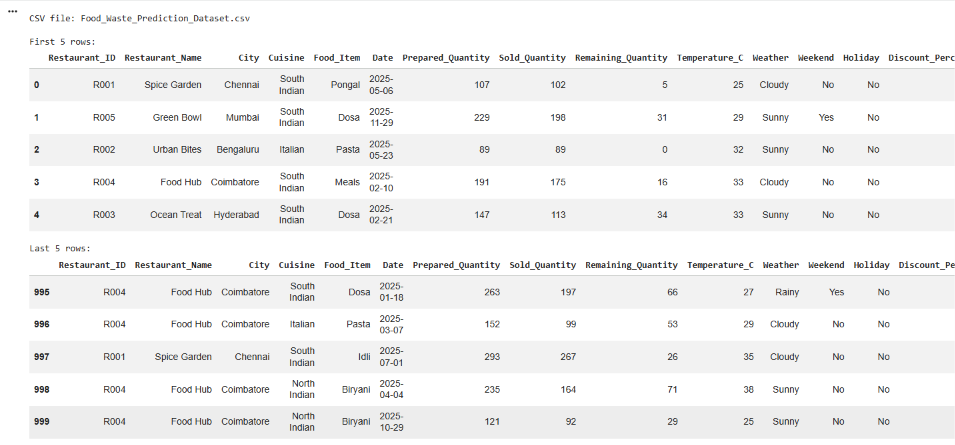 ...
CSV file: Food_Waste_Prediction_Dataset.csv
First 5 rows:
Restaurant_ID Restaurant_Name City Cuisine Food_Item Date Prepared_Quantity Sold_Quantity Remaining_Quantity Temperature_C Weather Weekend Holiday Discount_Perc
0 R001 Spice Garden Chennai South Indian Pongal 2025-05-06 107 102 5 25 Cloudy No No
1 R005 Green Bowl Mumbai South Indian Dosa 2025-11-29 229 198 31 29 Sunny Yes No
2 R002 Urban Bites Bengaluru Italian Pasta 2025-05-23 89 89 0 32 Sunny No No
3 R004 Food Hub Coimbatore South Indian Meals 2025-02-10 191 175 16 33 Cloudy No No
4 R003 Ocean Treat Hyderabad South Indian Dosa 2025-02-21 147 113 34 33 Sunny No No
Last 5 rows:
Restaurant_ID Restaurant_Name City Cuisine Food_Item Date Prepared_Quantity Sold_Quantity Remaining_Quantity Temperature_C Weather Weekend Holiday Discount_Pe
995 R004 Food Hub Coimbatore South Indian Dosa 2025-01-18 263 197 66 27 Rainy Yes No
996 R004 Food Hub Coimbatore Italian Pasta 2025-03-07 152 99 53 29 Cloudy No No
997 R001 Spice Garden Chennai South Indian Idli 2025-07-01 293 267 26 35 Cloudy No No
998 R004 Food Hub Coimbatore North Indian Biryani 2025-04-04 235 164 71 38 Sunny No No
999 R004 Food Hub Coimbatore North Indian Biryani 2025-10-29 121 92 29 25 Sunny No No